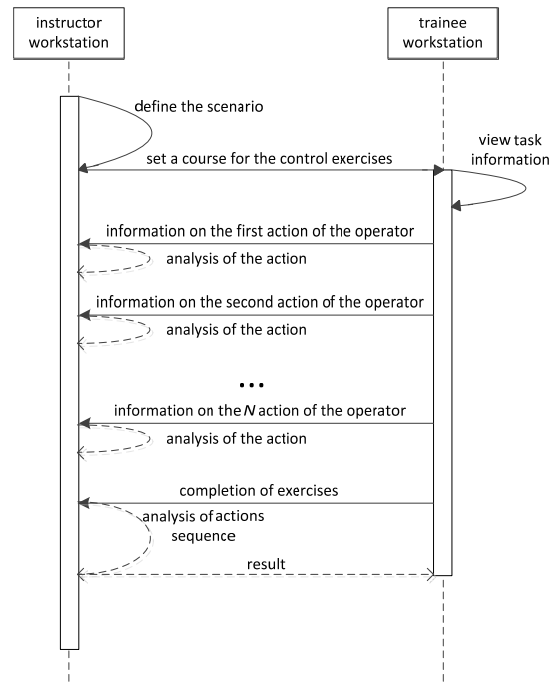 instructor
workstation
trainee
workstation
define the scenario
view task
information
set a course for the control exercises
information on the first action of the operator
analysis of the action
information on the second action of the operator
analysis of the action
...
information on the N action of the operator
analysis of the action
completion of exercises
analysis of actions
sequence
result